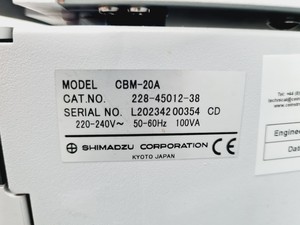 MODEL CBM-20A
CAT.NO. 228-45012-38
SERIAL NO. L20234200354 CD
220-240V~ 50-60Hz 100VA
SHIMADZU CORPORATION
KYOTO JAPAN
CE
Engine
Dat